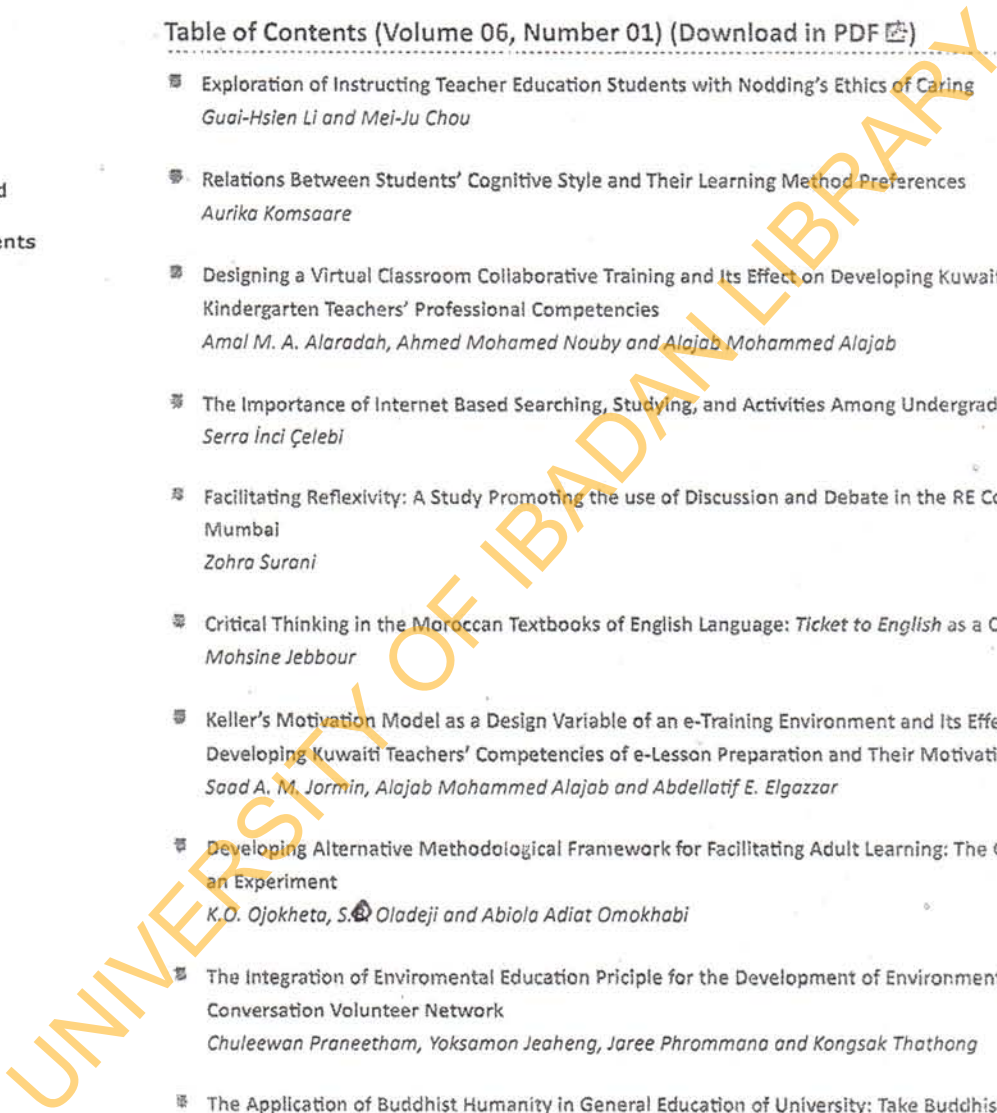 Table of Contents (Volume 06, Number 01) (Download in PDF)
Exploration of Instructing Teacher Education Students with Nodding's Ethics of Caring
Guai-Hsien Li and Mei-Ju Chou
d
Relations Between Students' Cognitive Style and Their Learning Method Preferences
Aurika Komsaare
ents
Designing a Virtual Classroom Collaborative Training and Its Effect on Developing Kuwait
Kindergarten Teachers' Professional Competencies
Amal M. A. Alaradah, Ahmed Mohamed Nouby and Alajab Mohammed Alajab
The Importance of Internet Based Searching, Studying, and Activities Among Undergrad
Serra İnci Çelebi
Facilitating Reflexivity: A Study Promoting the use of Discussion and Debate in the RE Co
Mumbai
Zohra Surani
Critical Thinking in the Moroccan Textbooks of English Language: Ticket to English as a C
Mohsine Jebbour
Keller's Motivation Model as a Design Variable of an e-Training Environment and Its Effe
Developing Kuwaiti Teachers' Competencies of e-Lesson Preparation and Their Motivati
Saad A. M. Jormin, Alajab Mohammed Alajab and Abdellatif E. Elgazzar
Developing Alternative Methodological Framework for Facilitating Adult Learning: The C
an Experiment
K.O. Ojokheta, S. Oladeji and Abiola Adiat Omokhabi
The Integration of Enviromental Education Priciple for the Development of Environment
Conversation Volunteer Network
Chuleewan Praneetham, Yoksamon Jeaheng, Jaree Phrommana and Kongsak Thathong
The Application of Buddhist Humanity in General Education of University: Take Buddhis
UNIVERSITY OF IBADAN LIBRARY